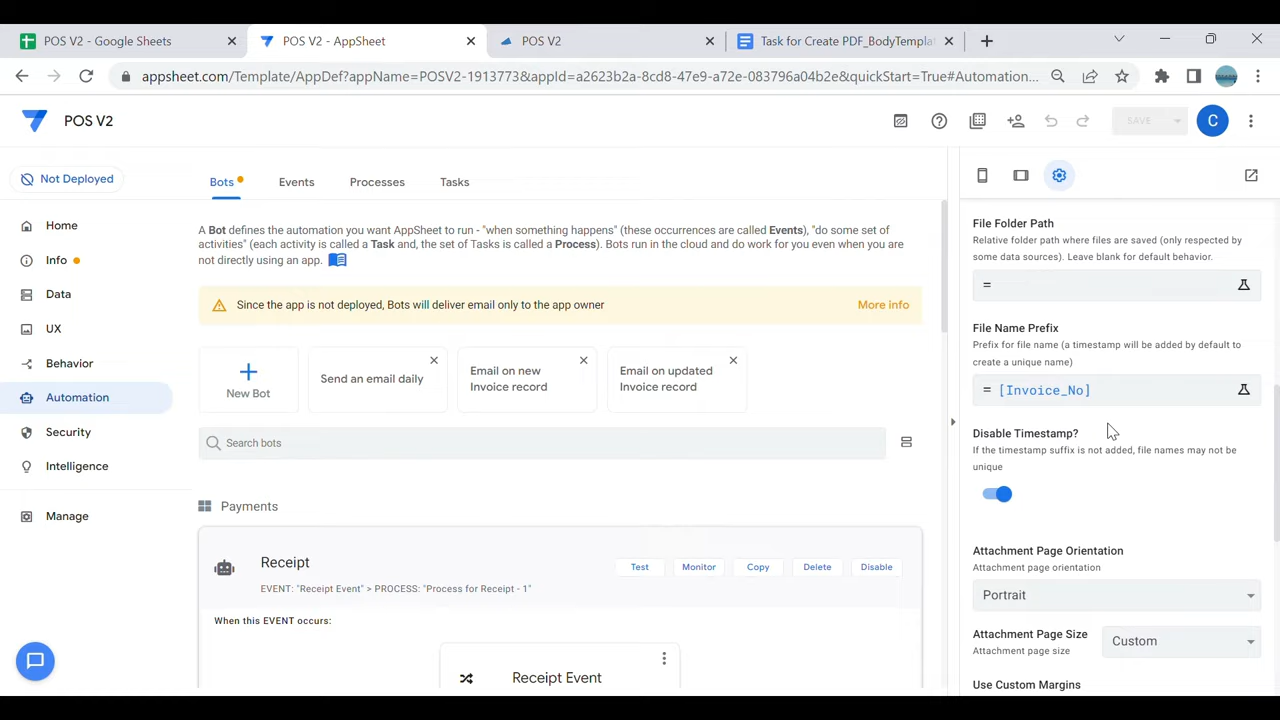 POS V2 - Google Sheets
POS V2 - AppSheet
POS V2
Task for Create PDF_BodyTempla
appsheet.com/Template/AppDef?appName=POSV2-1913773&appId=a2623b2a-8cd8-47e9-a72e-083796a04b2e&quickStart=True#Automation...
POS V2
SAVE
C
Not Deployed
Home
Info
Data
UX
Behavior
Automation
Security
Intelligence
Manage
Bots
Events
Processes
Tasks
A Bot defines the automation you want AppSheet to run - "when something happens" (these occurrences are called Events), "do some set of
activities" (each activity is called a Task and, the set of Tasks is called a Process). Bots run in the cloud and do work for you even when you are
not directly using an app.
Since the app is not deployed, Bots will deliver email only to the app owner
More info
New Bot
Send an email daily
Email on new
Invoice record
Email on updated
Invoice record
Search bots
Payments
Receipt
EVENT: "Receipt Event" > PROCESS: "Process for Receipt - 1"
Test
Monitor
Copy
Delete
Disable
When this EVENT occurs:
Receipt Event
File Folder Path
Relative folder path where files are saved (only respected by
some data sources). Leave blank for default behavior.
=
File Name Prefix
Prefix for file name (a timestamp will be added by default to
create a unique name)
= [Invoice_No]
Disable Timestamp?
If the timestamp suffix is not added, file names may not be
unique
Attachment Page Orientation
Attachment page orientation
Portrait
Attachment Page Size
Attachment page size
Custom
Use Custom Margins